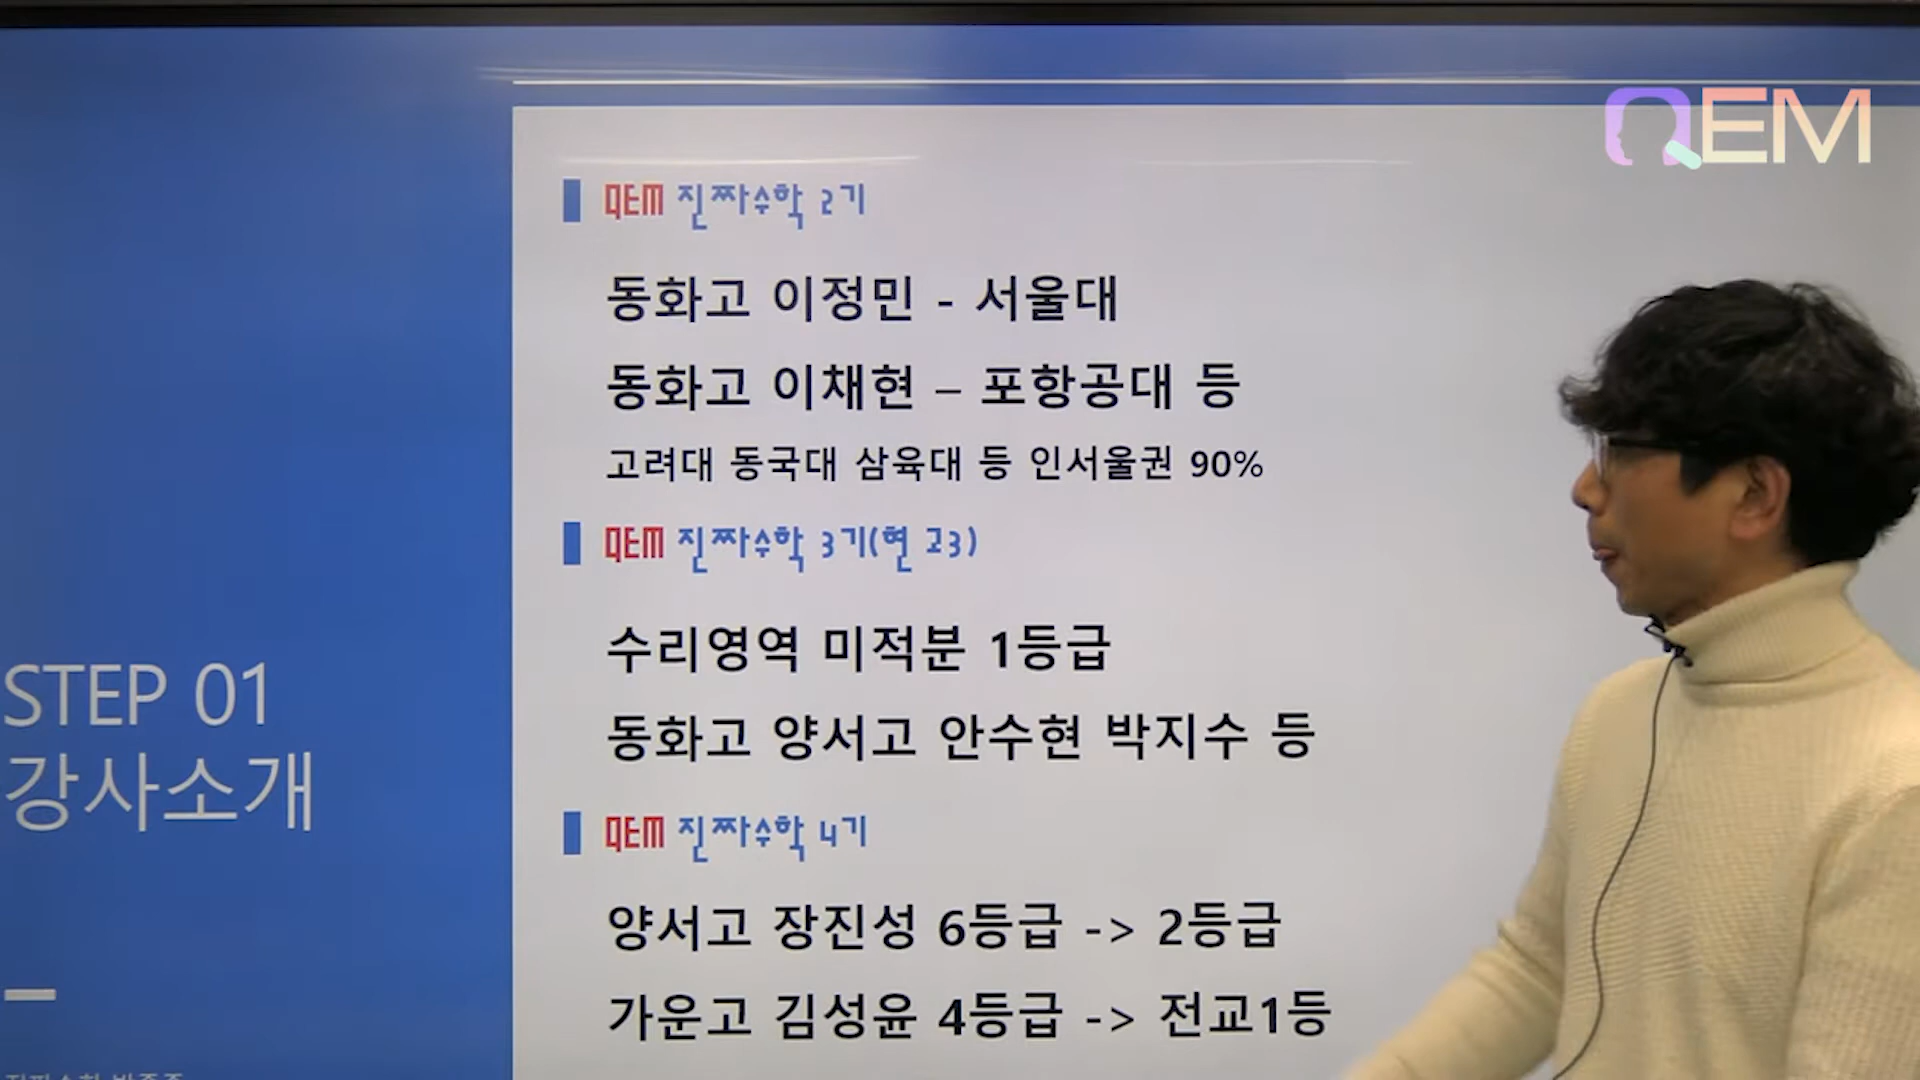 QEM
QEM 진짜수학 2기
동화고 이정민 - 서울대
동화고 이채현 – 포항공대 등
고려대 동국대 삼육대 등 인서울권 90%
QEM 진짜수학 3기(현 고3)
수리영역 미적분 1등급
동화고 양서고 안수현 박지수 등
QEM 진짜수학 4기
양서고 장진성 6등급 -> 2등급
가운고 김성윤 4등급 -> 전교1등
STEP 01
강사소개